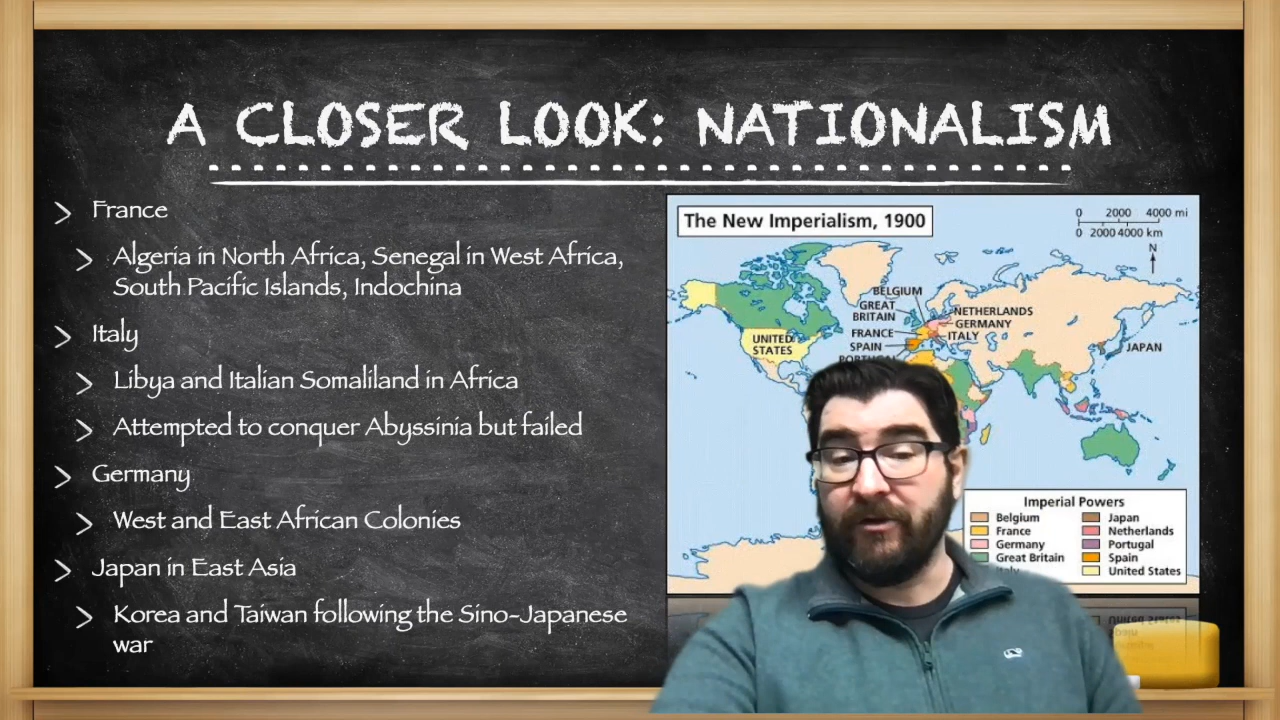 A CLOSER LOOK: NATIONALISM
France
Algeria in North Africa, Senegal in West Africa,
South Pacific Islands, Indochina
Italy
Libya and Italian Somaliland in Africa
Attempted to conquer Abyssinia but failed
Germany
West and East African Colonies
Japan in East Asia
Korea and Taiwan following the Sino-Japanese
war
The New Imperialism, 1900
0 2000 4000 mi
0 2000 4000 km
N
BELGIUM
GREAT
BRITAIN
FRANCE
SPAIN
PORTUGAL
NETHERLANDS
GERMANY
ITALY
UNITED
STATES
JAPAN
Imperial Powers
Belgium
France
Germany
Great Britain
Italy
Japan
Netherlands
Portugal
Spain
United States